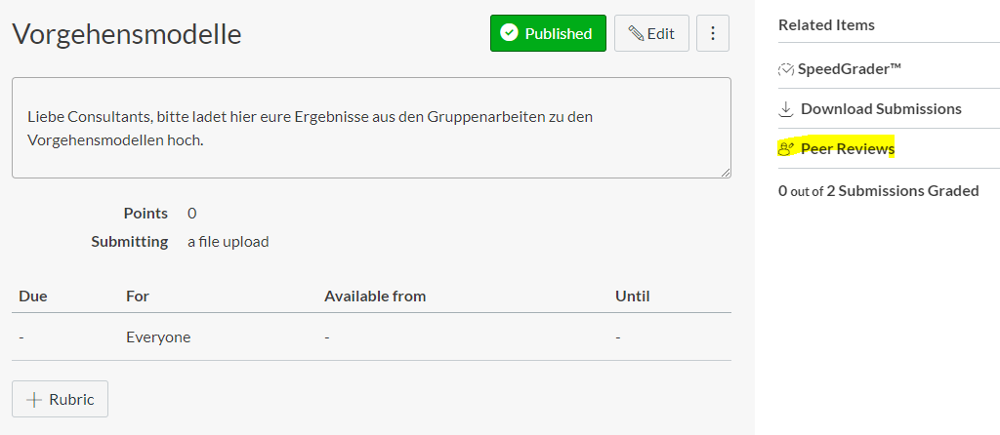 Vorgehensmodelle
Published
Edit
Liebe Consultants, bitte ladet hier eure Ergebnisse aus den Gruppenarbeiten zu den
Vorgehensmodellen hoch.
Points 0
Submitting a file upload
Due For Available from Until
- Everyone - -
Rubric
Related Items
SpeedGrader™
Download Submissions
Peer Reviews
0 out of 2 Submissions Graded